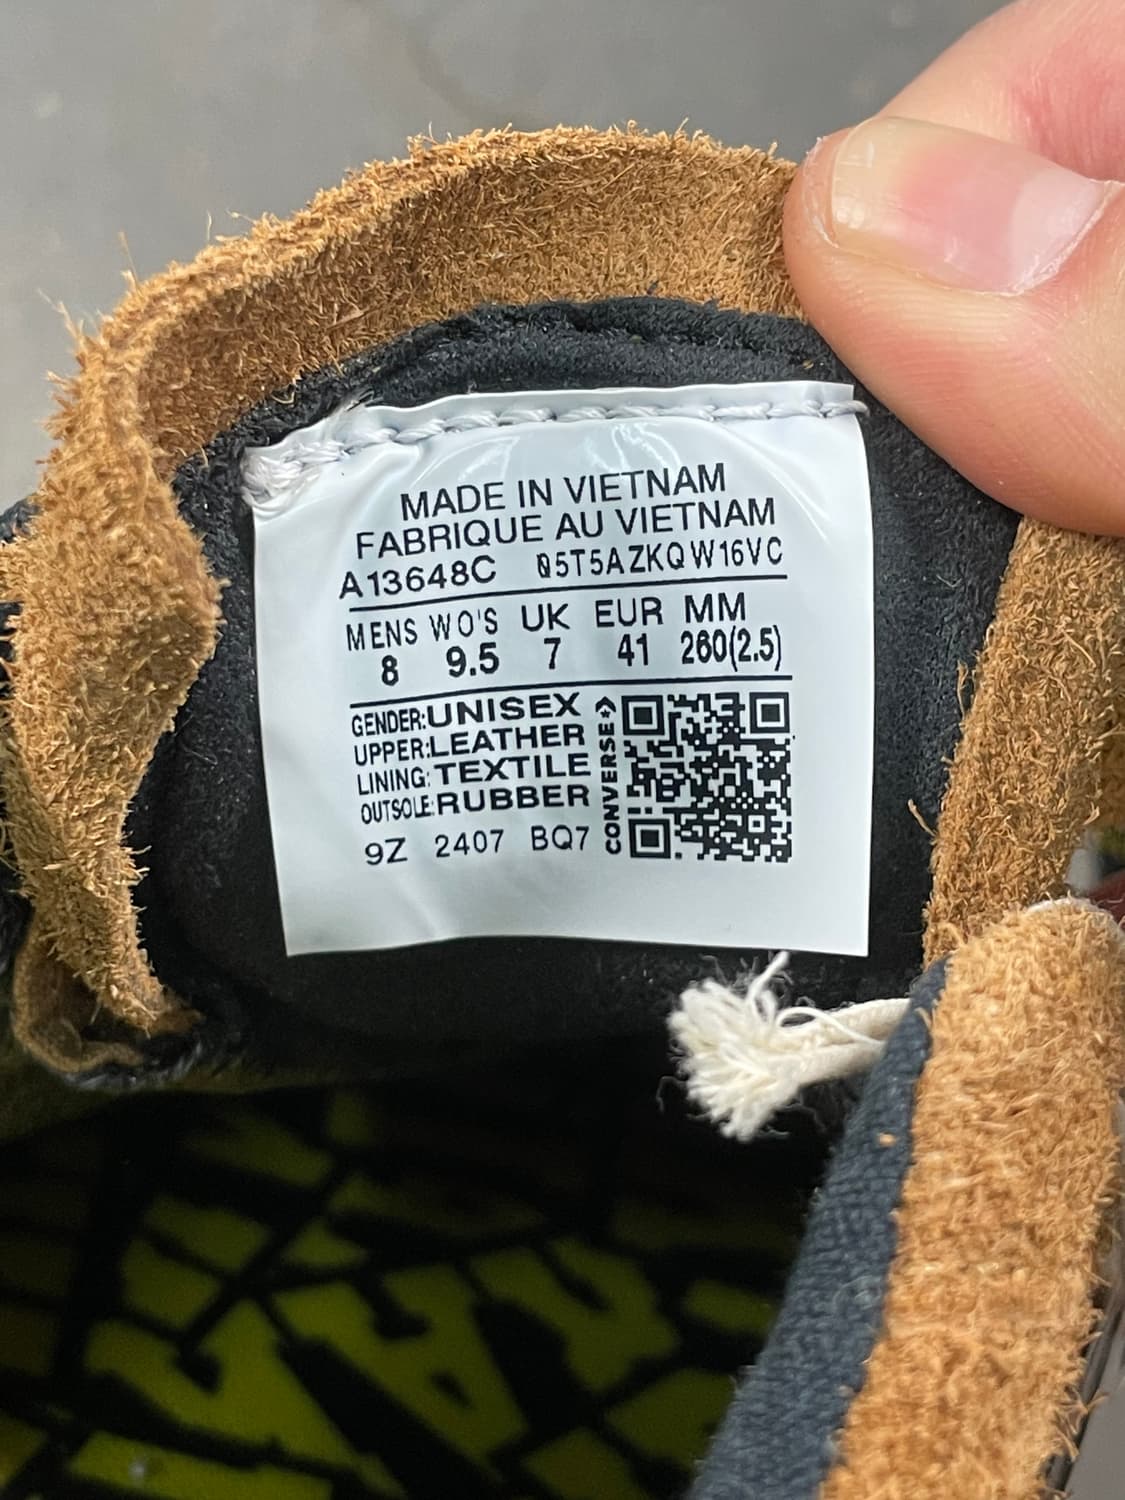 MADE IN VIETNAM
FABRIQUE AU VIETNAM
A13648C 05T5AZKQW16VC
MENS WO'S UK EUR MM
8 9.5 7 41 260(2.5)
GENDER:UNISEX
UPPER:LEATHER
LINING:TEXTILE
OUTSOLE:RUBBER
9Z 2407 BQ7
CONVERSE